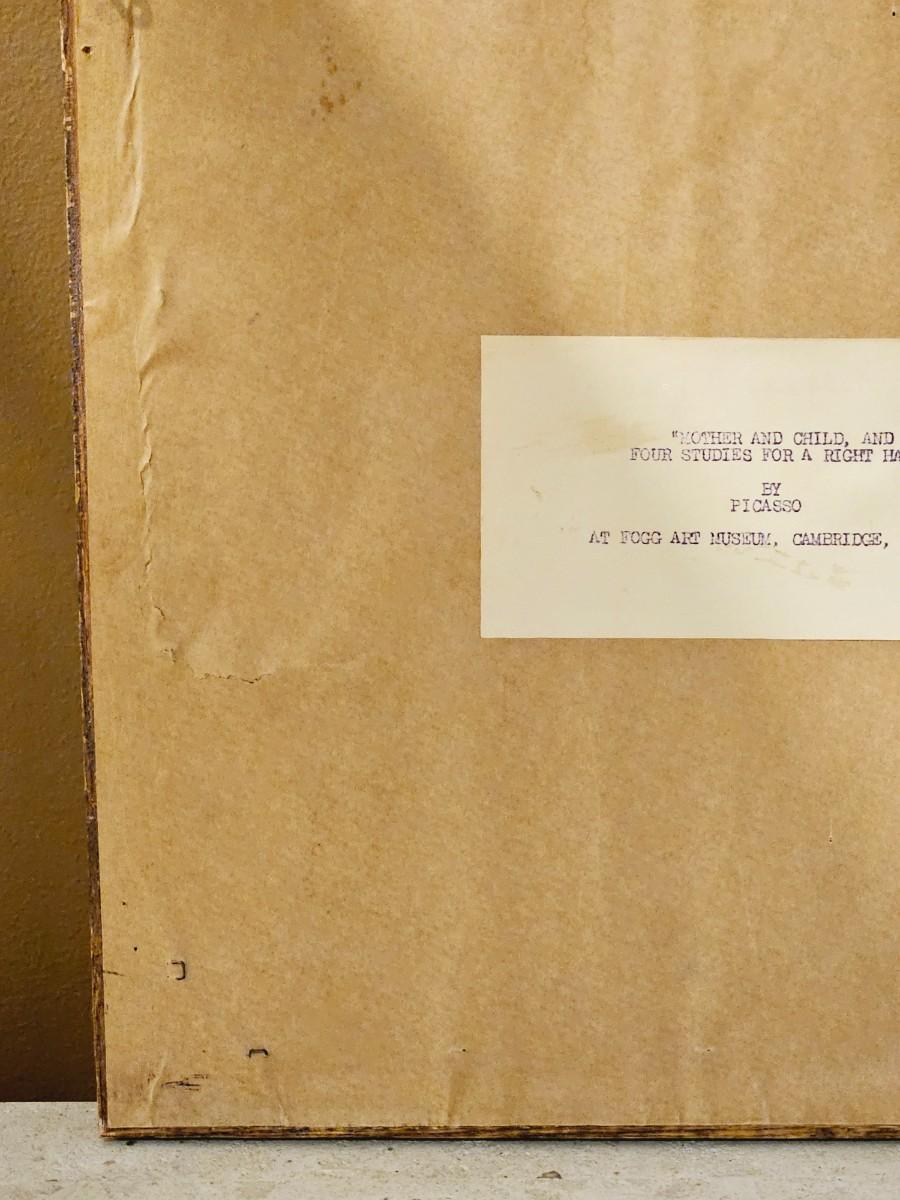 "MOTHER AND CHILD, AND
FOUR STUDIES FOR A RIGHT HA
BY
PICASSO
AT FOGG ART MUSEUM, CAMBRIDGE,